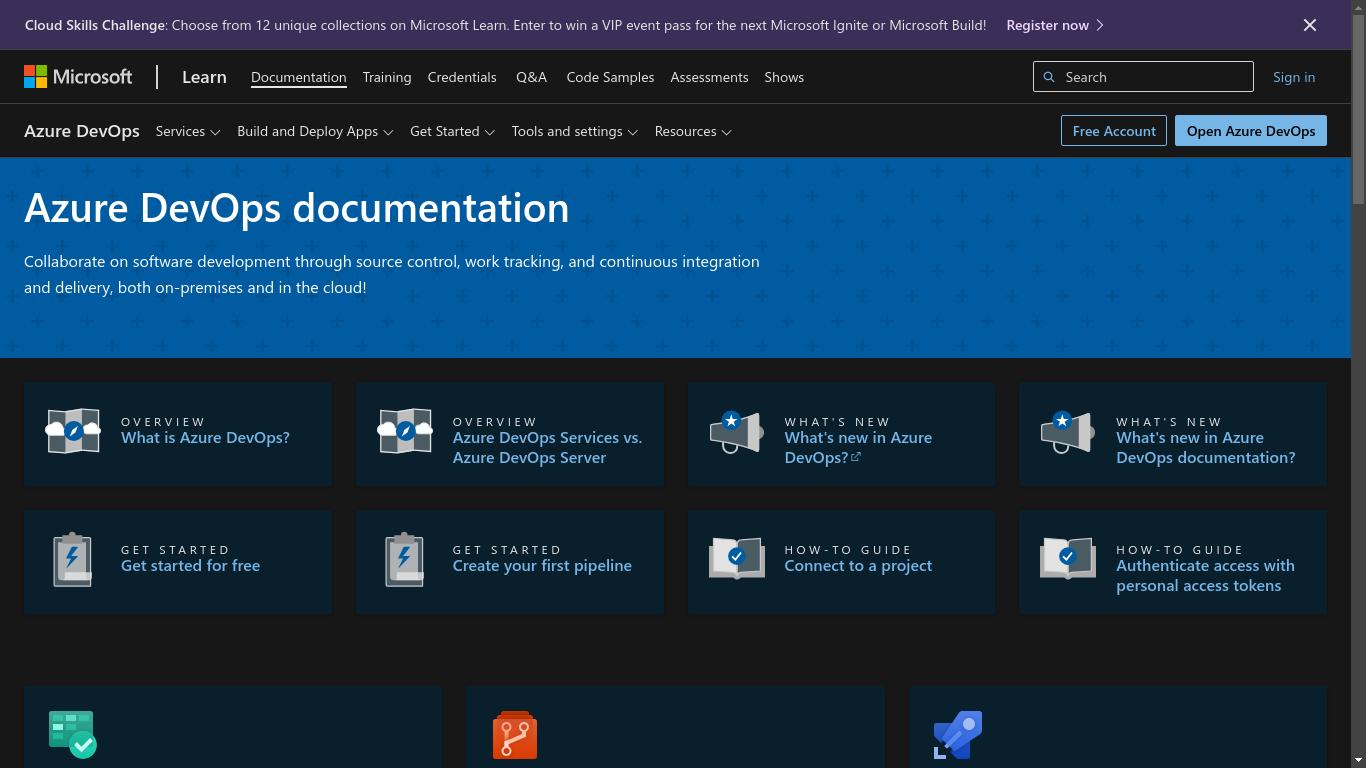 Cloud Skills Challenge: Choose from 12 unique collections on Microsoft Learn. Enter to win a VIP event pass for the next Microsoft Ignite or Microsoft Build! Register now
Microsoft Learn Documentation Training Credentials Q&A Code Samples Assessments Shows Search Sign in
Azure DevOps Services Build and Deploy Apps Get Started Tools and settings Resources Free Account Open Azure DevOps
Azure DevOps documentation
Collaborate on software development through source control, work tracking, and continuous integration
and delivery, both on-premises and in the cloud!
OVERVIEW
What is Azure DevOps?
OVERVIEW
Azure DevOps Services vs.
Azure DevOps Server
WHAT'S NEW
What's new in Azure
DevOps?
WHAT'S NEW
What's new in Azure
DevOps documentation?
GET STARTED
Get started for free
GET STARTED
Create your first pipeline
HOW-TO GUIDE
Connect to a project
HOW-TO GUIDE
Authenticate access with
personal access tokens